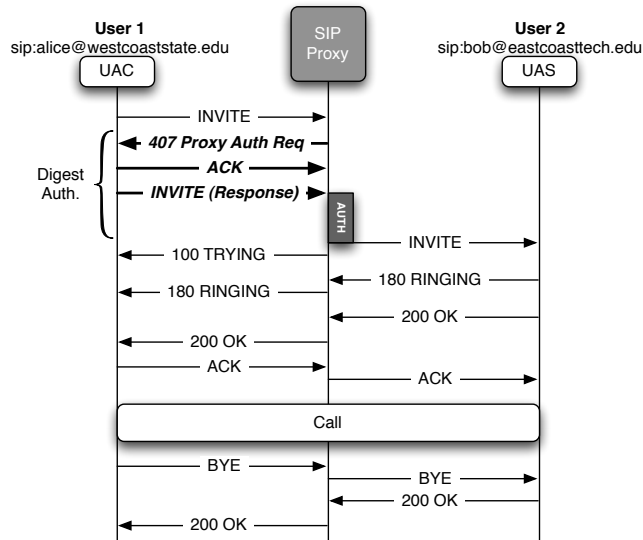 User 1
sip:alice@westcoaststate.edu
UAC
SIP
Proxy
User 2
sip:bob@eastcoasttech.edu
UAS
INVITE
407 Proxy Auth Req
ACK
INVITE (Response)
Digest
Auth.
AUTH
INVITE
100 TRYING
180 RINGING
180 RINGING
200 OK
200 OK
ACK
ACK
Call
BYE
BYE
200 OK
200 OK